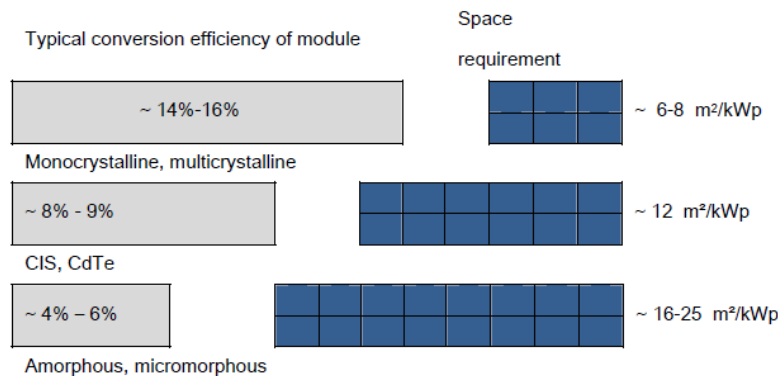 Typical conversion efficiency of module
Space
requirement
~ 14%-16%
~ 6-8 m²/kWp
Monocrystalline, multicrystalline
~ 8% - 9%
~ 12 m²/kWp
CIS, CdTe
~ 4% – 6%
~ 16-25 m²/kWp
Amorphous, micromorphous